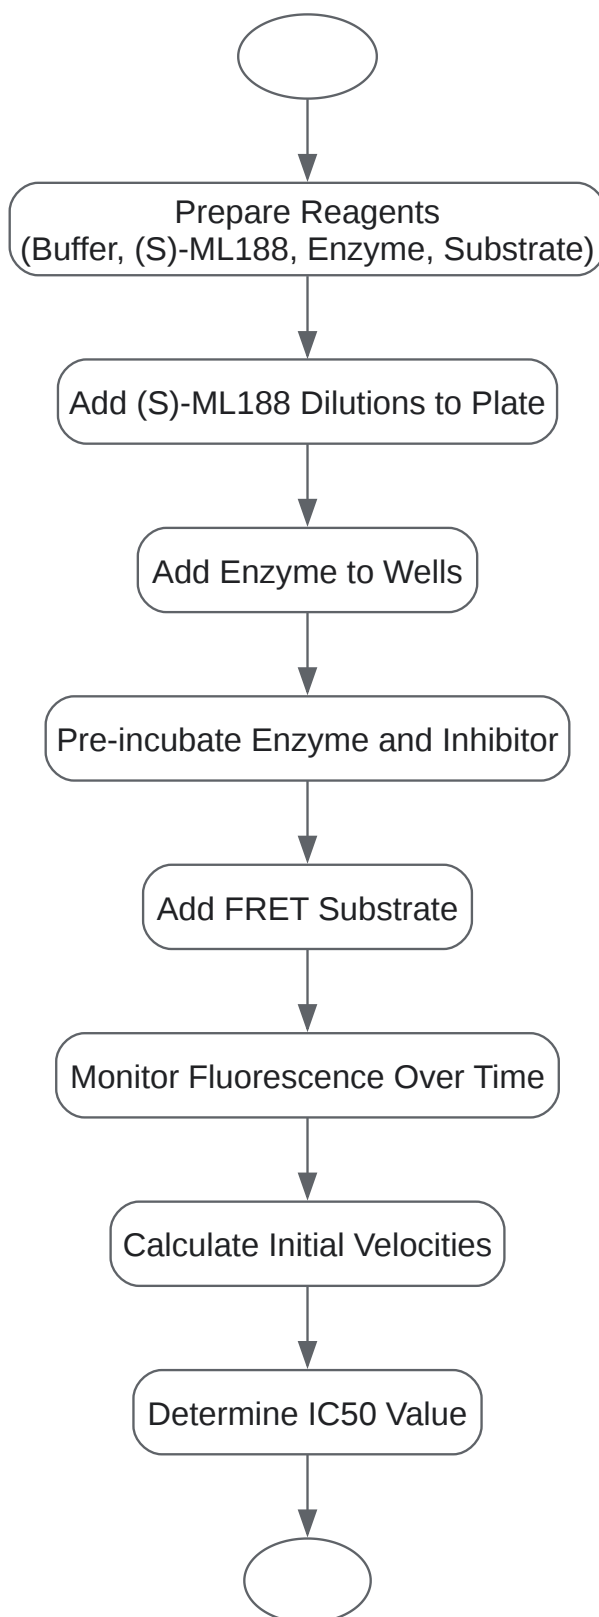 Prepare Reagents
(Buffer, (S)-ML188, Enzyme, Substrate)
Add (S)-ML188 Dilutions to Plate
Add Enzyme to Wells
Pre-incubate Enzyme and Inhibitor
Add FRET Substrate
Monitor Fluorescence Over Time
Calculate Initial Velocities
Determine IC50 Value